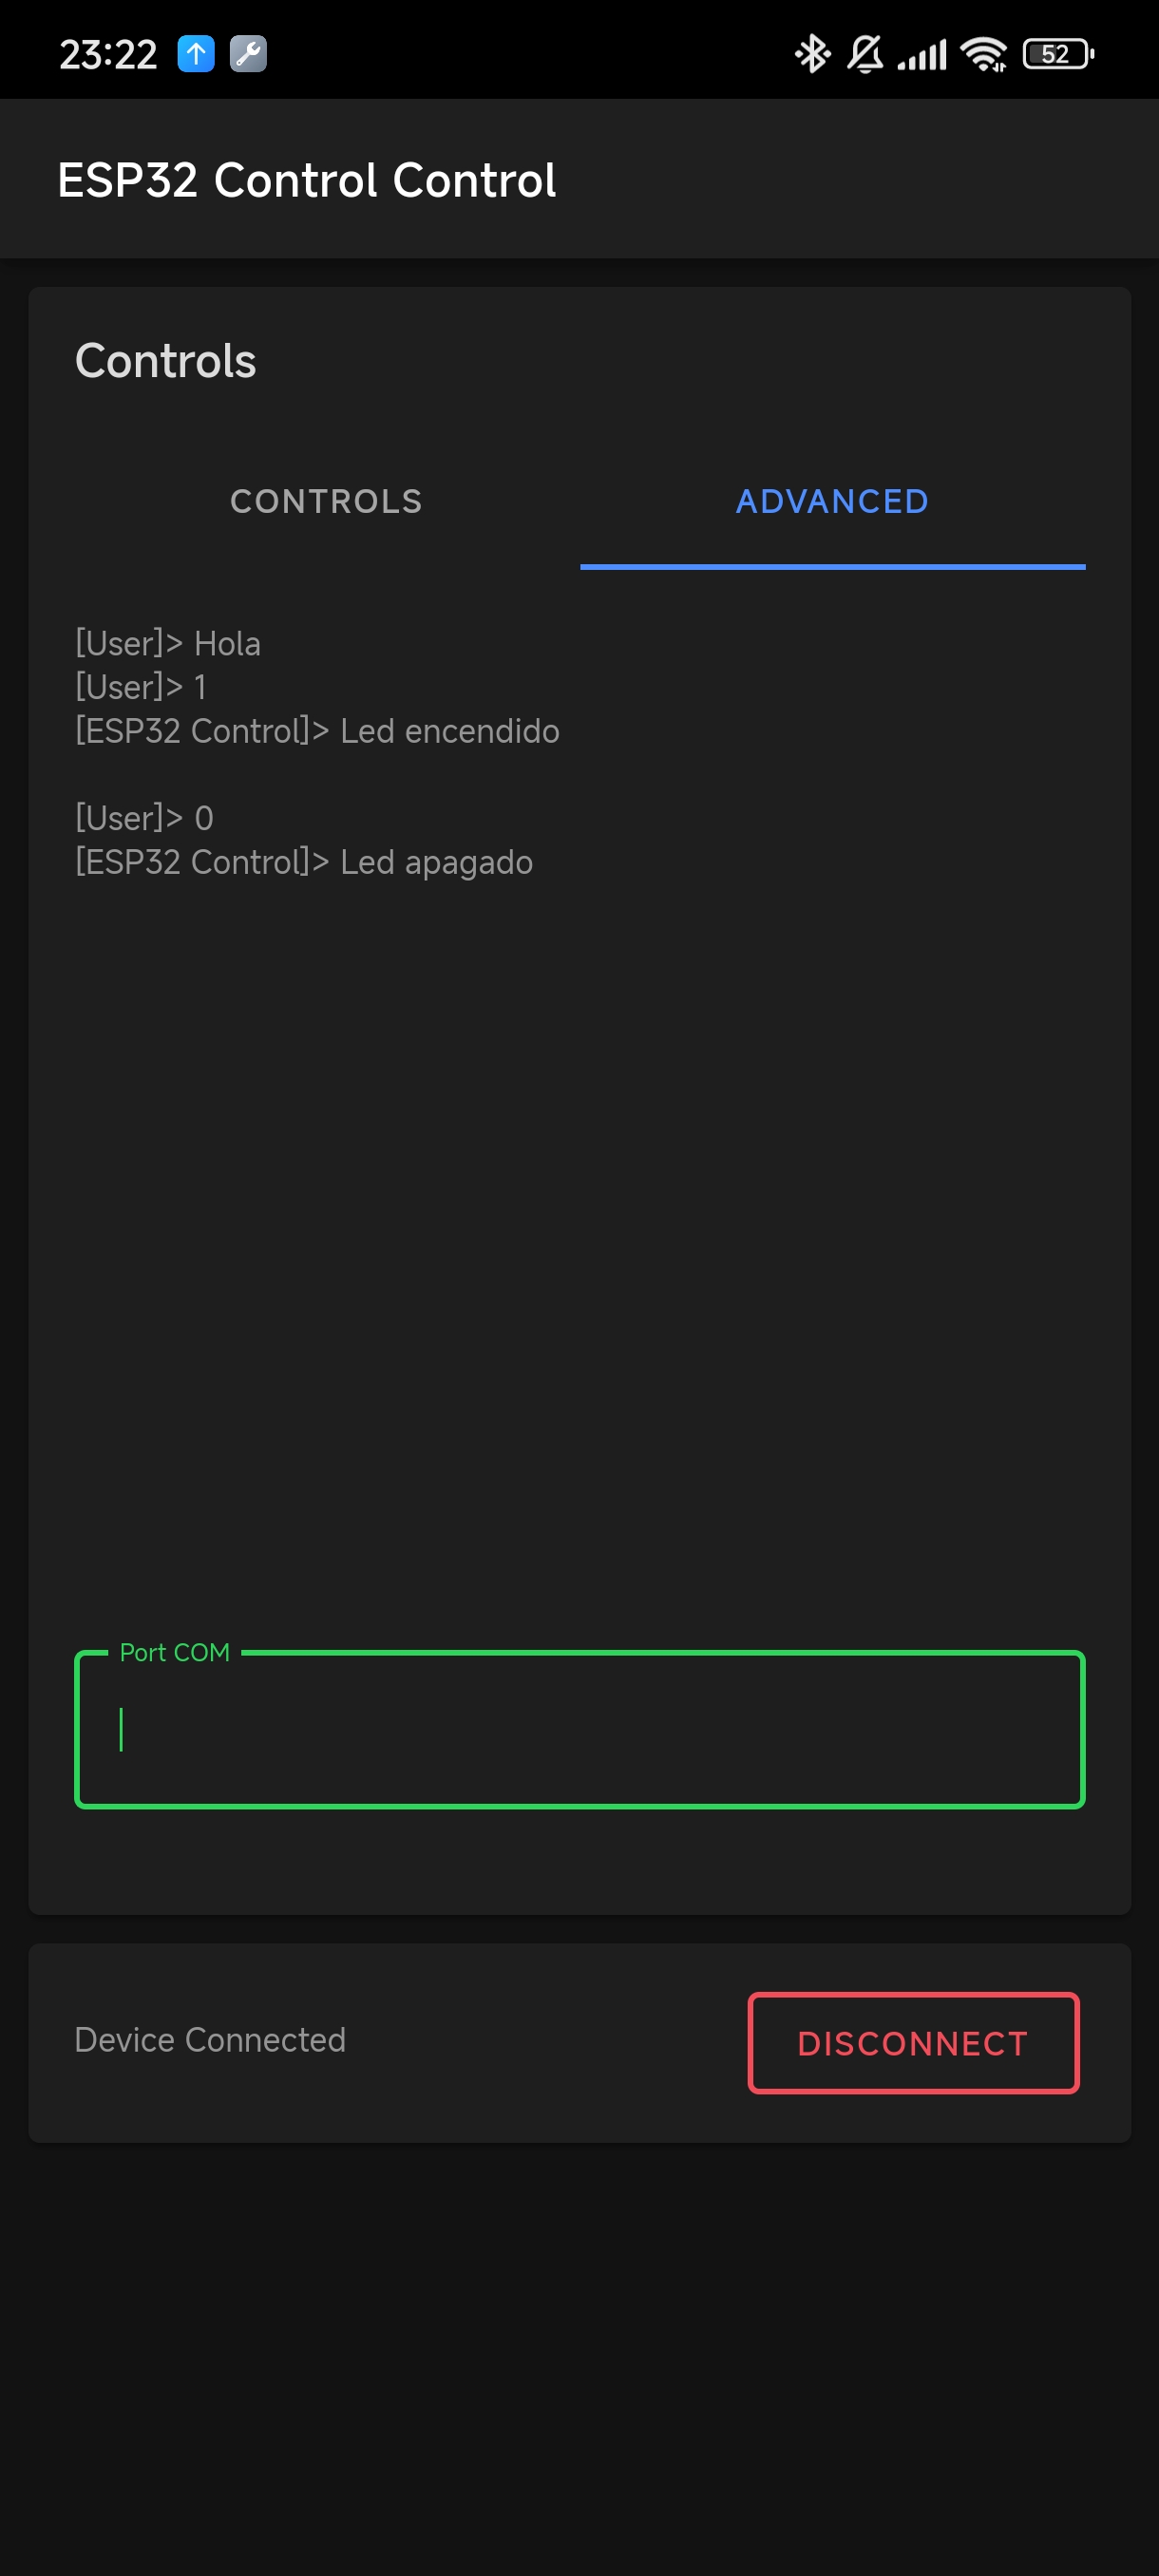 23:22
52
ESP32 Control Control
Controls
CONTROLS
ADVANCED
[User]> Hola
[User]> 1
[ESP32 Control]> Led encendido
[User]> 0
[ESP32 Control]> Led apagado
Port COM
Device Connected
DISCONNECT